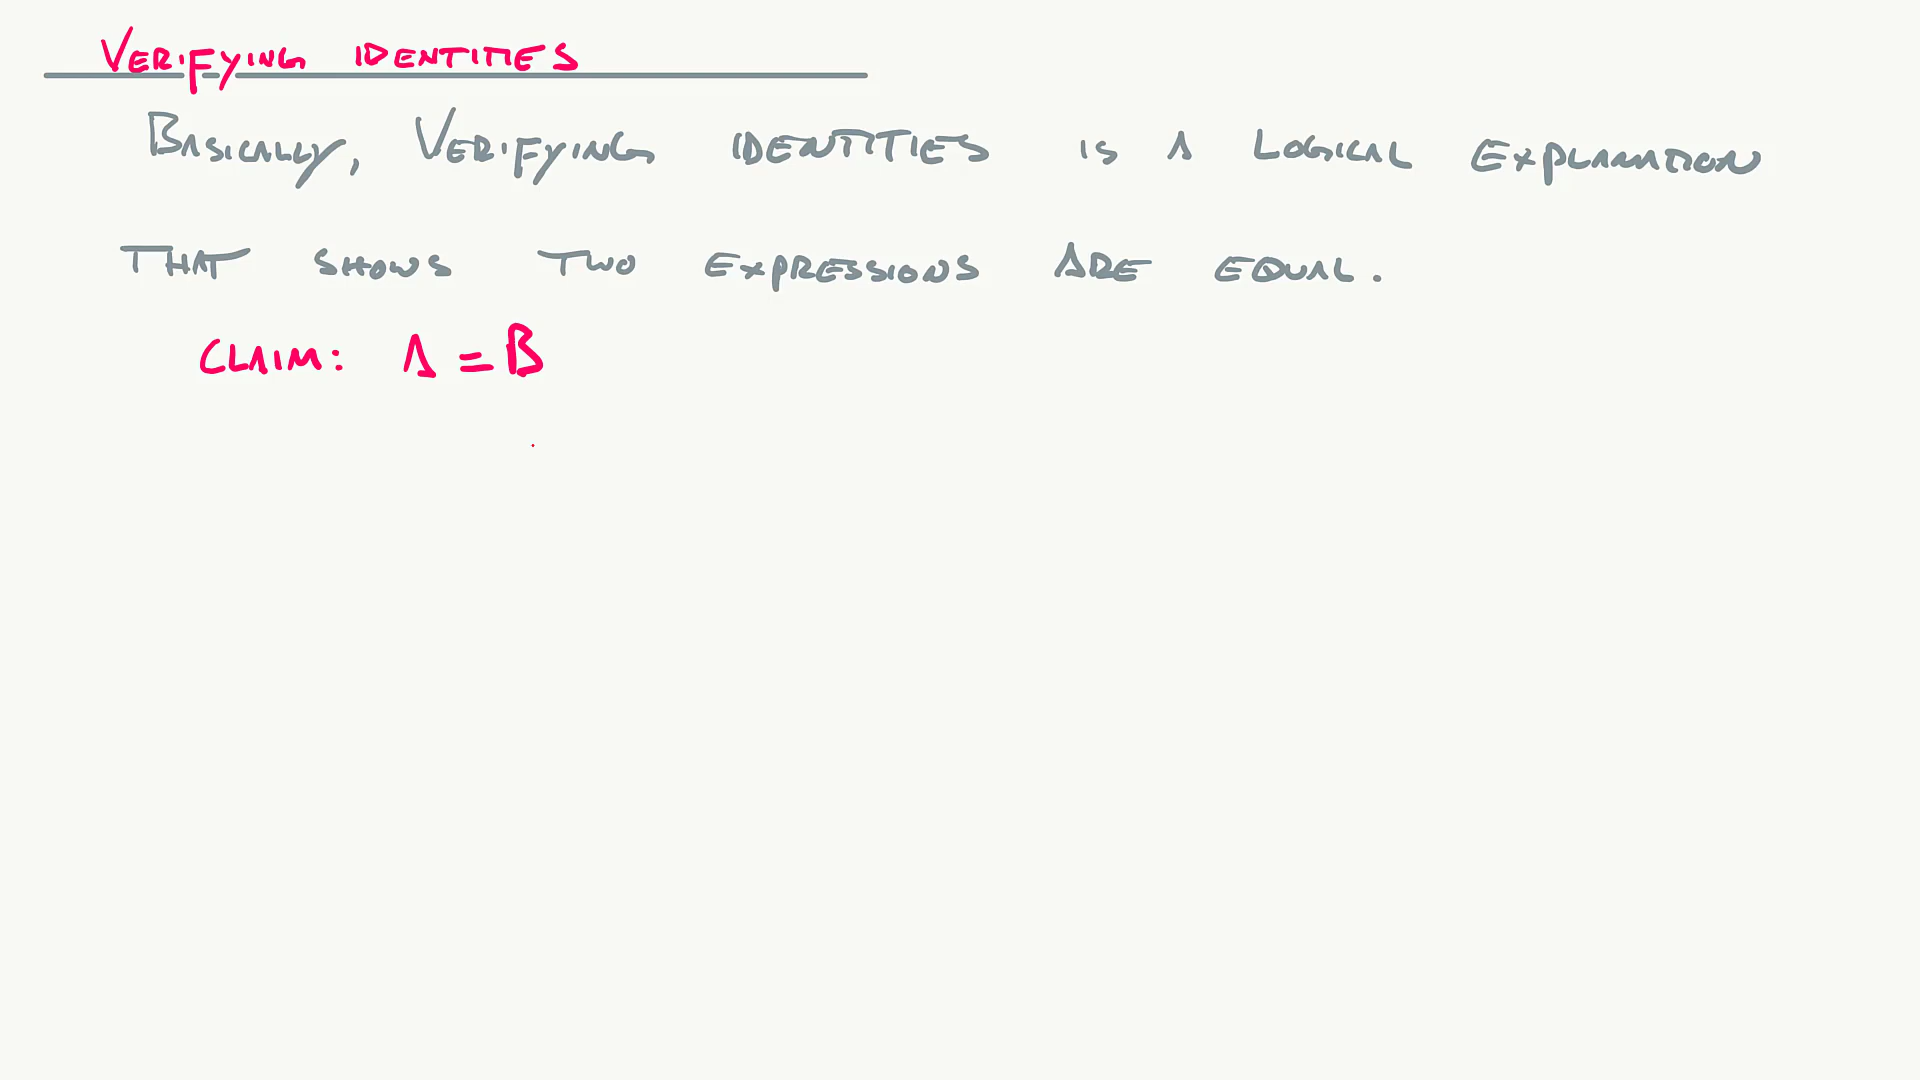 VERIFYING IDENTITIES
BASICALLY, VERIFYING IDENTITIES IS A LOGICAL EXPLANATION
THAT SHOWS TWO EXPRESSIONS ARE EQUAL.
CLAIM: A = B